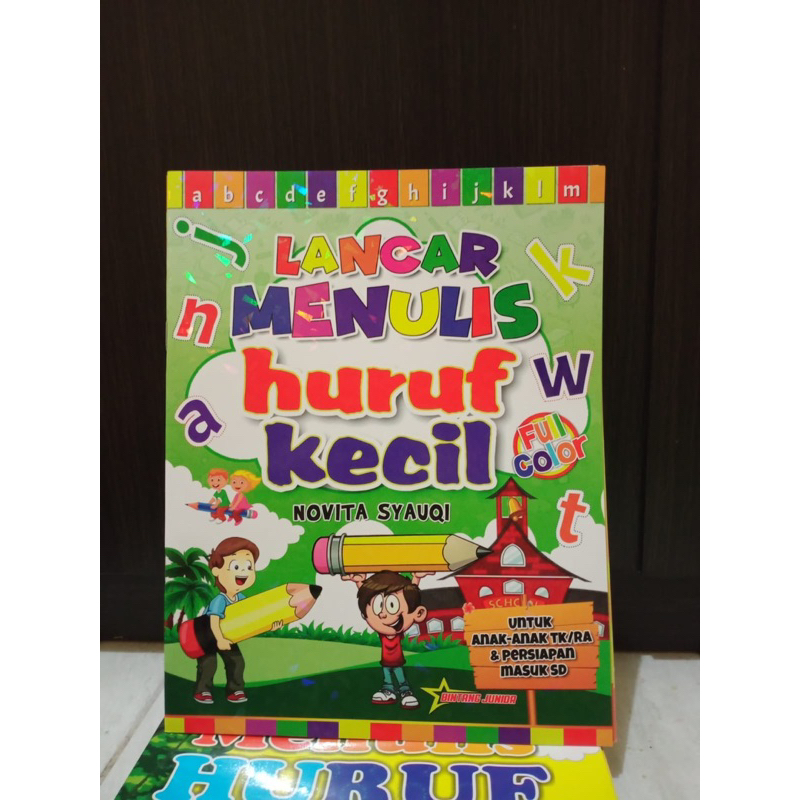 a b c d e f g h i j k l m
j
k
LANCAR
MENULIS
n
huruf
w
a
kecil
Full
Color
NOVITA SYAUQI
t
SCHOOL
UNTUK
ANAK-ANAK TK/RA
& PERSIAPAN
MASUK SD
BINTANG JUNIOR
Menulis
HURUF